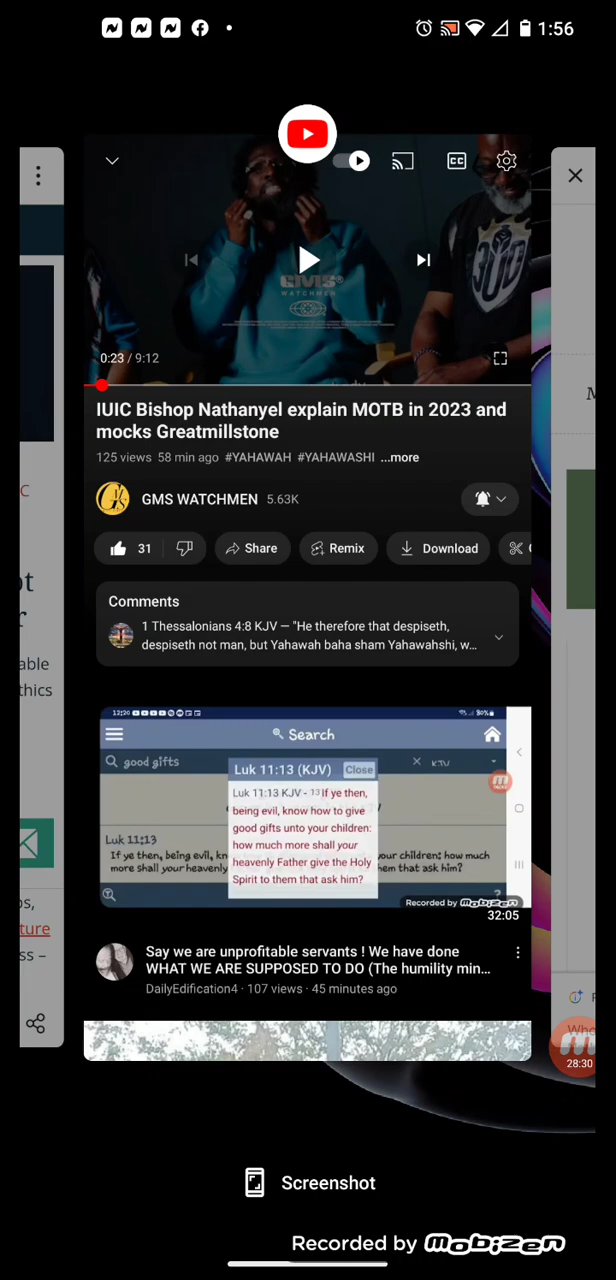 1:56
CIVIS®
WATCHMEN
0:23 / 9:12
IUIC Bishop Nathanyel explain MOTB in 2023 and
mocks Greatmillstone
125 views 58 min ago #YAHAWAH #YAHAWASHI ...more
GMS WATCHMEN 5.63K
31 Share Remix Download
Comments
1 Thessalonians 4:8 KJV — "He therefore that despiseth,
despiseth not man, but Yahawah baha sham Yahawashi, w...
12:20 80%
Search
good gifts KJV
Luk 11:13 (KJV) Close
Luk 11:13 KJV - 13 If ye then,
being evil, know how to give
good gifts unto your children:
how much more shall your
heavenly Father give the Holy
Spirit to them that ask him?
Luk 11:13
If ye then, being evil, kn
your children: how much
more shall your heavenly
them that ask him?
Recorded by mobizen
32:05
Say we are unprofitable servants ! We have done
WHAT WE ARE SUPPOSED TO DO (The humility min...
DailyEdification4 · 107 views · 45 minutes ago
able
thics
ture
ss –
28:30
Screenshot
Recorded by mobizen